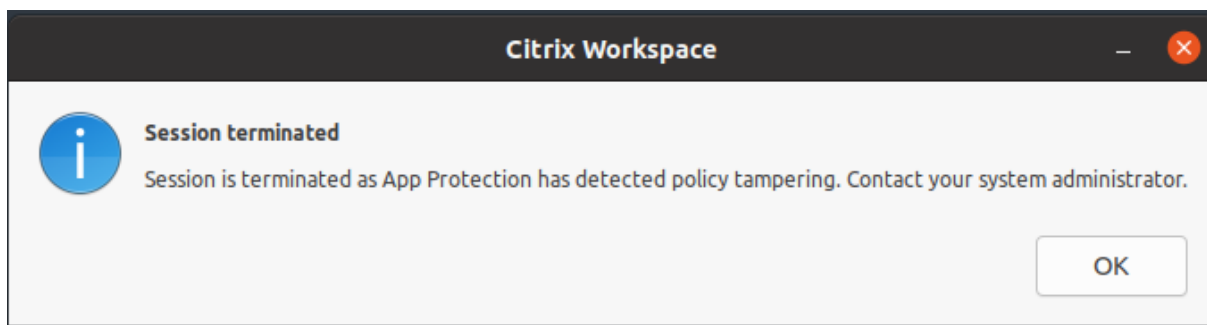 Citrix Workspace
Session terminated
Session is terminated as App Protection has detected policy tampering. Contact your system administrator.
OK